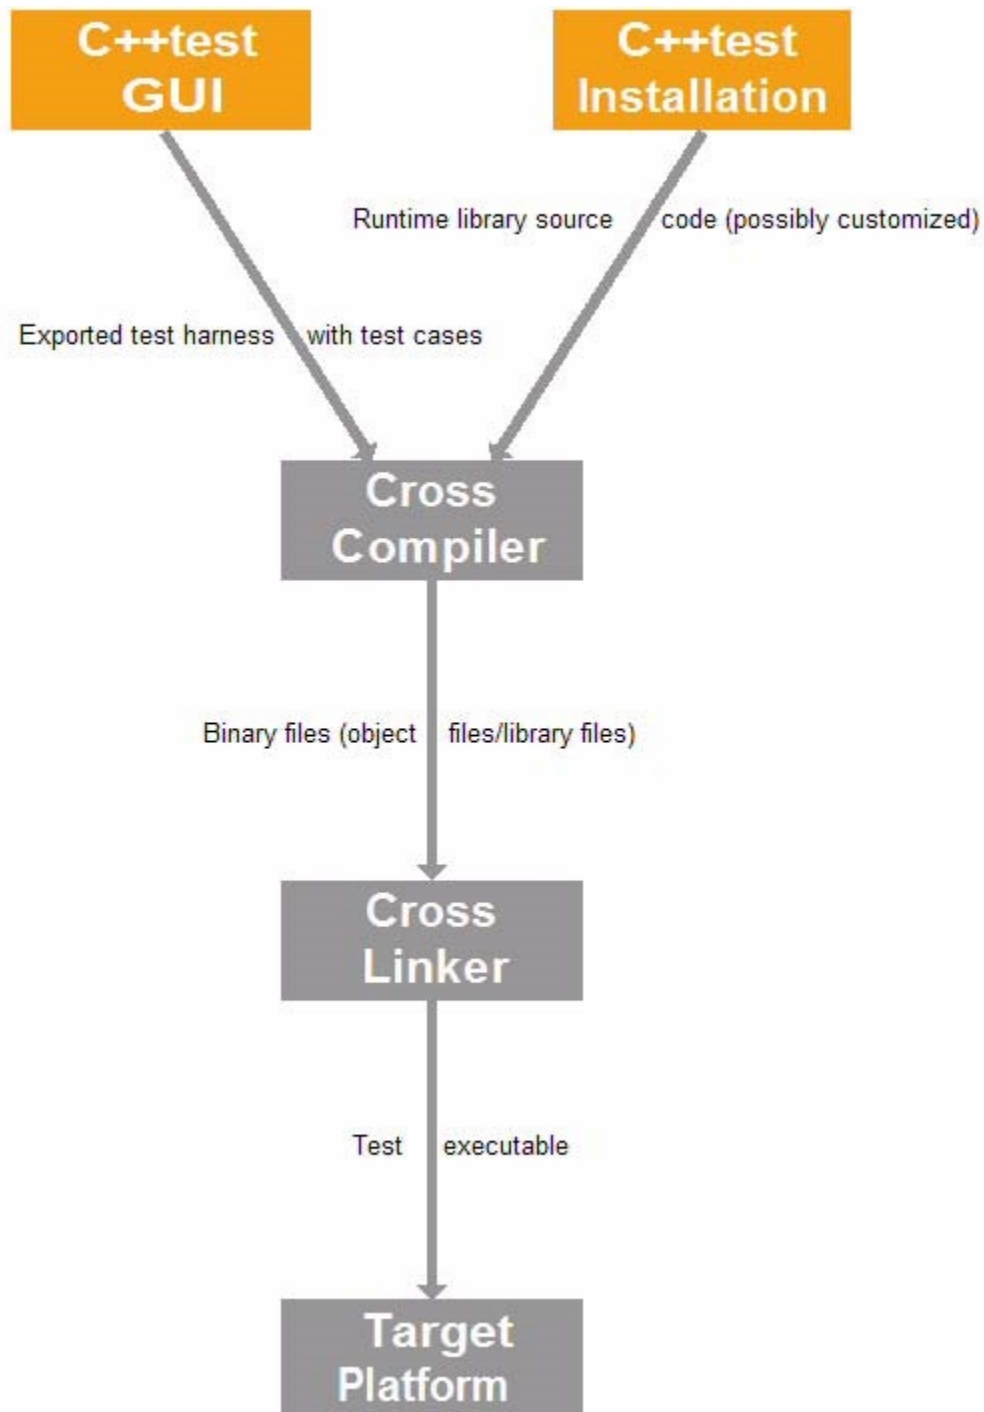 C++test
GUI
C++test
Installation
Runtime library source code (possibly customized)
Exported test harness with test cases
Cross
Compiler
Binary files (object files/library files)
Cross
Linker
Test executable
Target
Platform